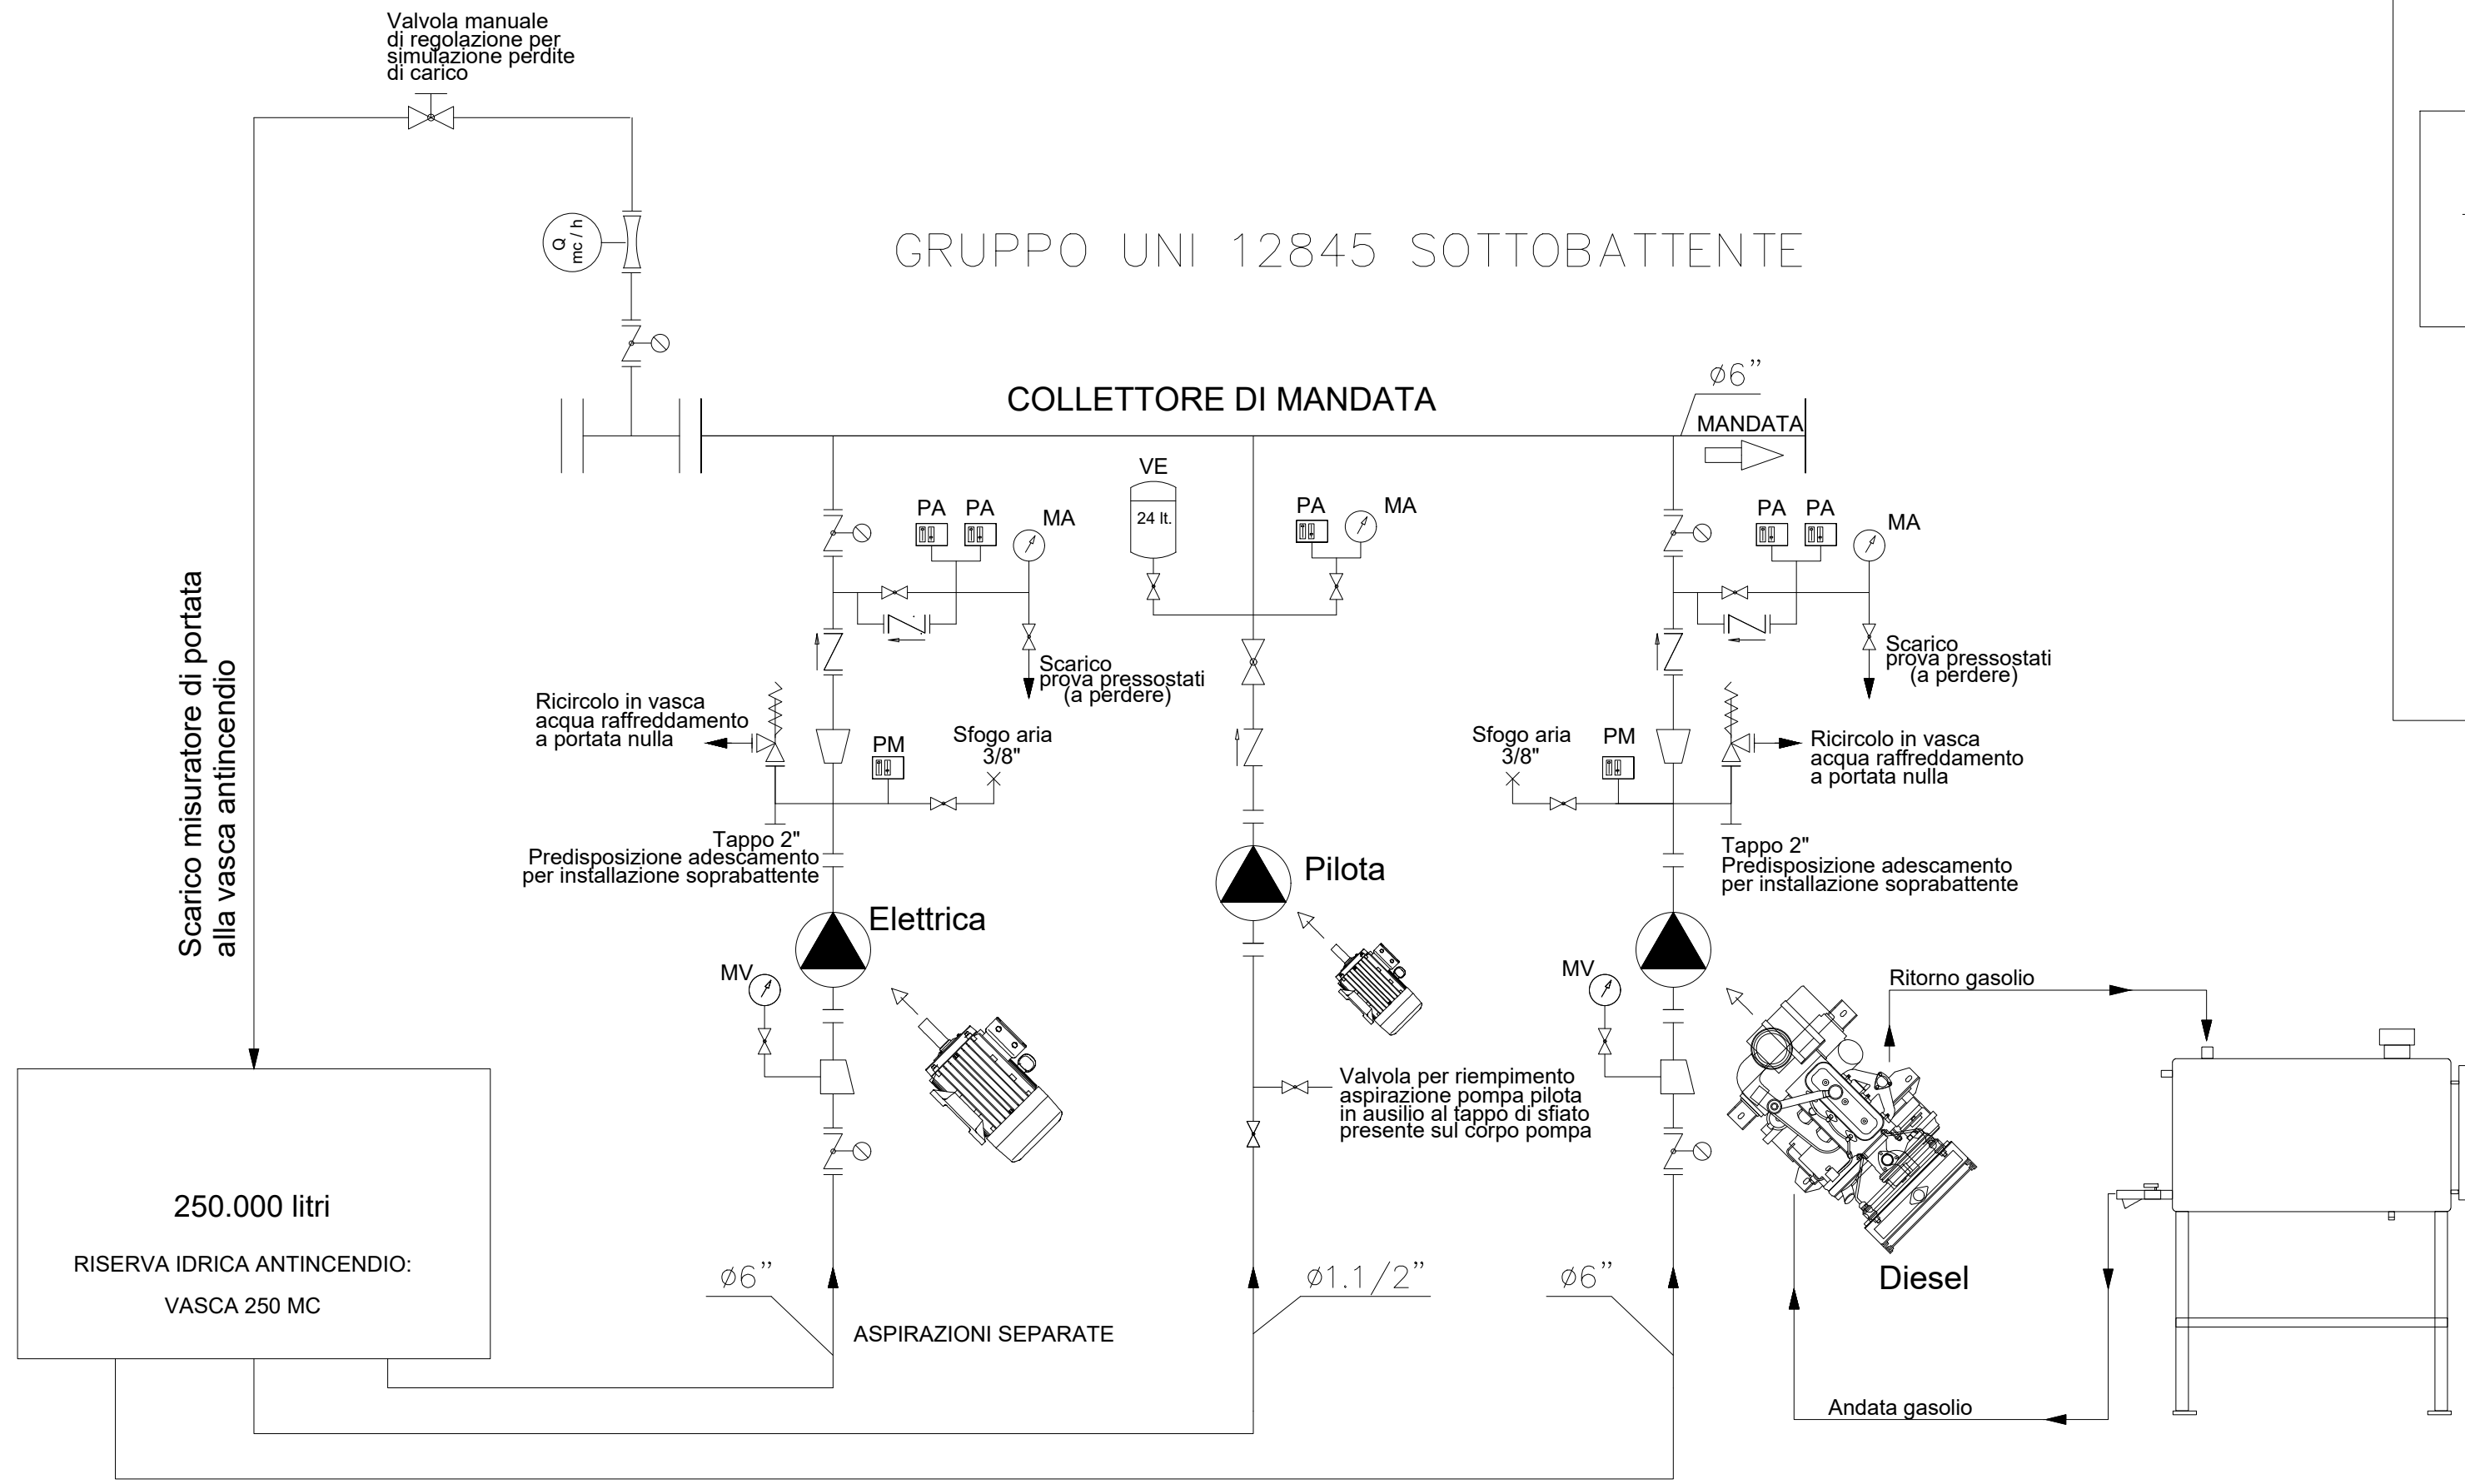 Valvola manuale
di regolazione per
simulazione perdite
di carico
Q
mc / h
GRUPPO UNI 12845 SOTTOBATTENTE
COLLETTORE DI MANDATA
ø6”
MANDATA
VE
24 lt.
PA PA
MA
PA
MA
PA PA
MA
Scarico misuratore di portata
alla vasca antincendio
Scarico
prova pressostati
(a perdere)
Scarico
prova pressostati
(a perdere)
Ricircolo in vasca
acqua raffreddamento
a portata nulla
PM
Sfogo aria
3/8"
Sfogo aria
3/8"
PM
Ricircolo in vasca
acqua raffreddamento
a portata nulla
Tappo 2"
Predisposizione adescamento
per installazione soprabattente
Pilota
Tappo 2"
Predisposizione adescamento
per installazione soprabattente
Elettrica
MV
MV
Ritorno gasolio
Valvola per riempimento
aspirazione pompa pilota
in ausilio al tappo di sfiato
presente sul corpo pompa
250.000 litri
RISERVA IDRICA ANTINCENDIO:
VASCA 250 MC
ø6”
ø1.1/2”
ø6”
Diesel
ASPIRAZIONI SEPARATE
Andata gasolio